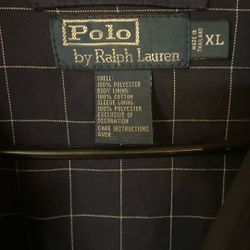 Polo
by Ralph Lauren
MADE IN
THAILAND
XL
SHELL:
100% POLYESTER
BODY LINING:
100% COTTON
SLEEVE LINING:
100% POLYESTER
EXCLUSIVE OF
DECORATION
CARE INSTRUCTIONS
OVER